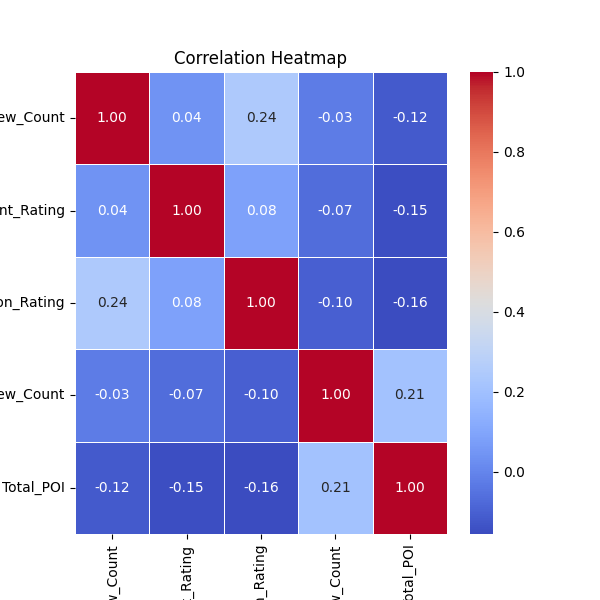 Correlation Heatmap
ew_Count 1.00 0.04 0.24 -0.03 -0.12
nt_Rating 0.04 1.00 0.08 -0.07 -0.15
on_Rating 0.24 0.08 1.00 -0.10 -0.16
ew_Count -0.03 -0.07 -0.10 1.00 0.21
Total_POI -0.12 -0.15 -0.16 0.21 1.00
w_Count
_Rating
_Rating
w_Count
otal_POI
1.0
0.8
0.6
0.4
0.2
0.0